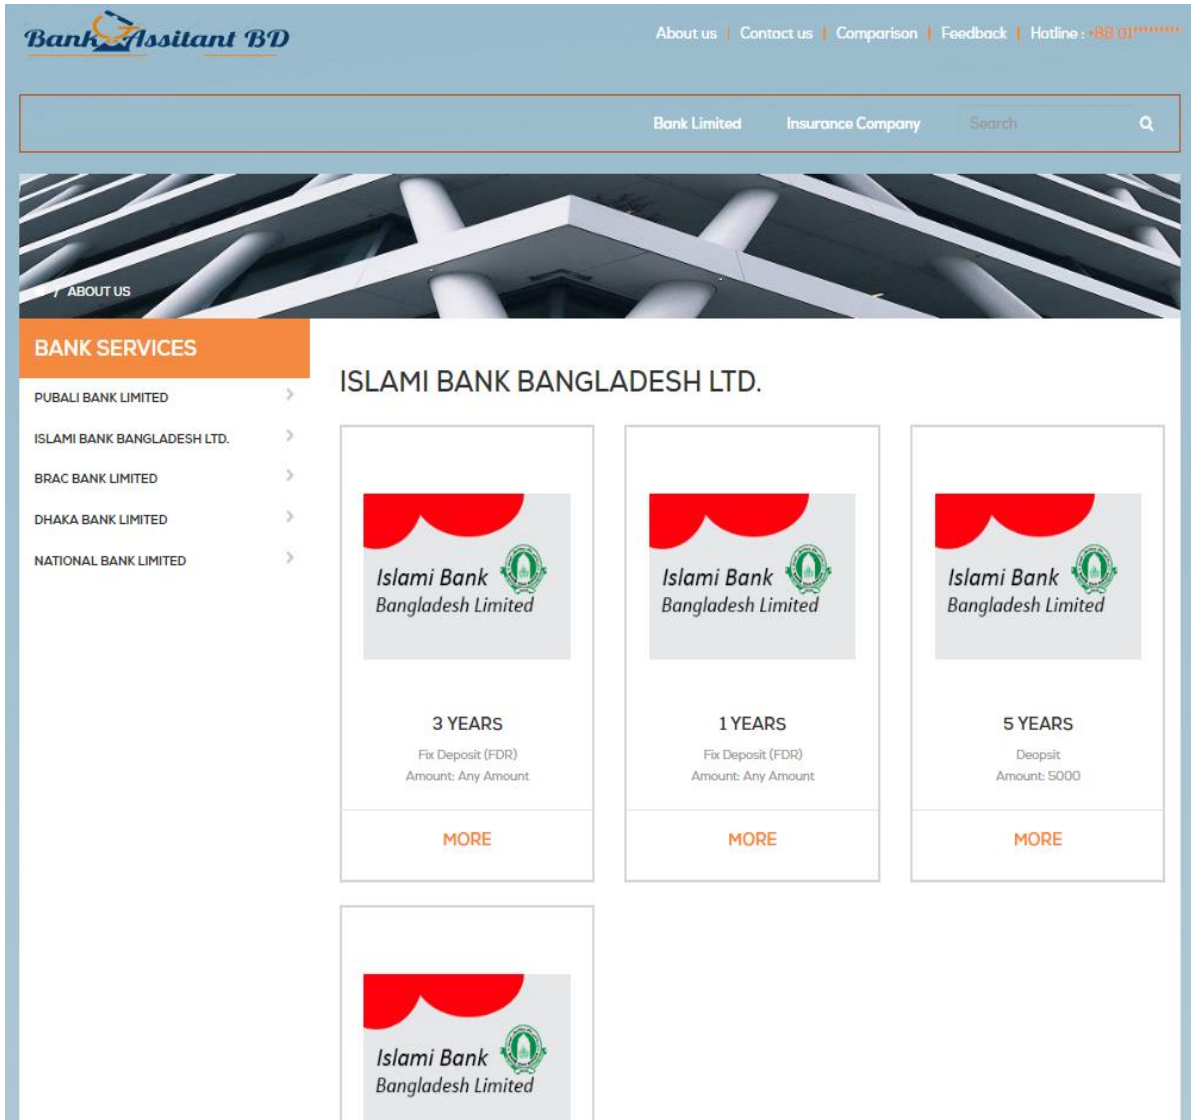 Bank Assitant BD
About us | Contact us | Comparison | Feedback | Hotline : +88 01*********
Bank Limited Insurance Company Search
/ ABOUT US
BANK SERVICES
PUBALI BANK LIMITED
ISLAMI BANK BANGLADESH LTD.
BRAC BANK LIMITED
DHAKA BANK LIMITED
NATIONAL BANK LIMITED
ISLAMI BANK BANGLADESH LTD.
Islami Bank
Bangladesh Limited
3 YEARS
Fix Deposit (FDR)
Amount: Any Amount
MORE
Islami Bank
Bangladesh Limited
1 YEARS
Fix Deposit (FDR)
Amount: Any Amount
MORE
Islami Bank
Bangladesh Limited
5 YEARS
Deopsit
Amount: 5000
MORE
Islami Bank
Bangladesh Limited